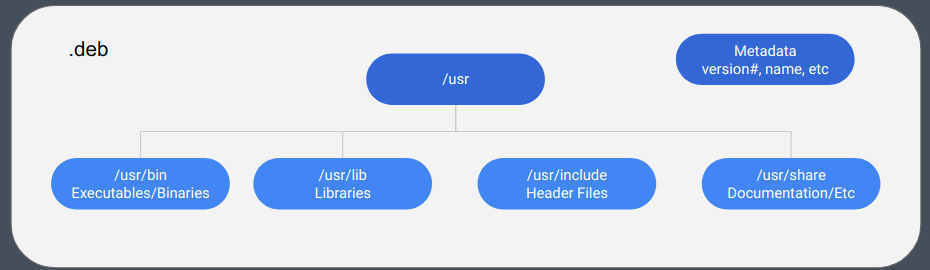 .deb
Metadata
version#, name, etc
/usr
/usr/bin
Executables/Binaries
/usr/lib
Libraries
/usr/include
Header Files
/usr/share
Documentation/Etc